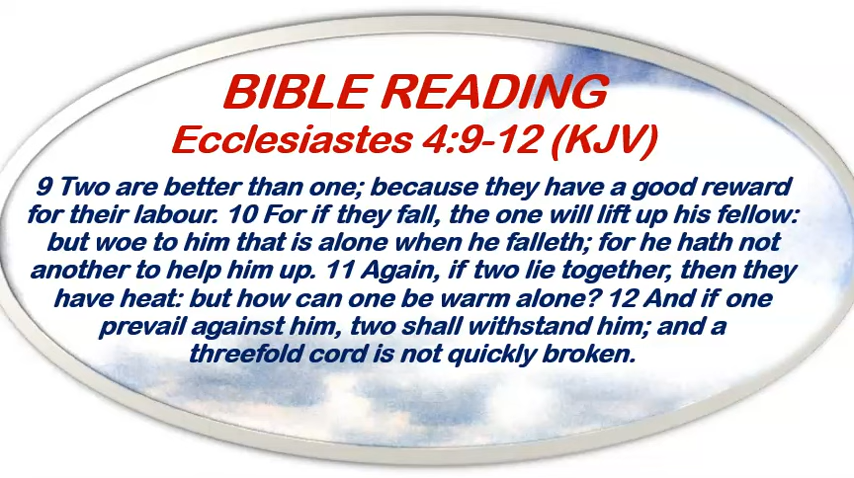 BIBLE READING
Ecclesiastes 4:9-12 (KJV)
9 Two are better than one; because they have a good reward
for their labour. 10 For if they fall, the one will lift up his fellow:
but woe to him that is alone when he falleth; for he hath not
another to help him up. 11 Again, if two lie together, then they
have heat: but how can one be warm alone? 12 And if one
prevail against him, two shall withstand him; and a
threefold cord is not quickly broken.